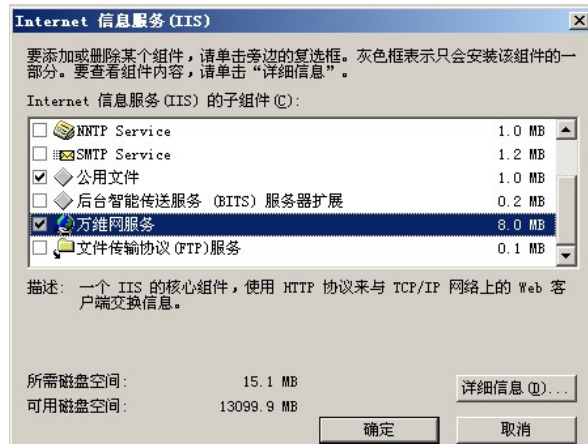 Internet 信息服务(IIS)
要添加或删除某个组件，请单击旁边的复选框。灰色框表示只会安装该组件的一
部分。要查看组件内容，请单击“详细信息”。
Internet 信息服务(IIS) 的子组件(C):
NNTP Service 1.0 MB
SMTP Service 1.2 MB
公用文件 1.0 MB
后台智能传送服务 (BITS) 服务器扩展 0.2 MB
万维网服务 8.0 MB
文件传输协议(FTP)服务 0.1 MB
描述: 一个 IIS 的核心组件，使用 HTTP 协议来与 TCP/IP 网络上的 Web 客
户端交换信息。
所需磁盘空间: 15.1 MB
详细信息(D)...
可用磁盘空间: 13099.9 MB
确定 取消